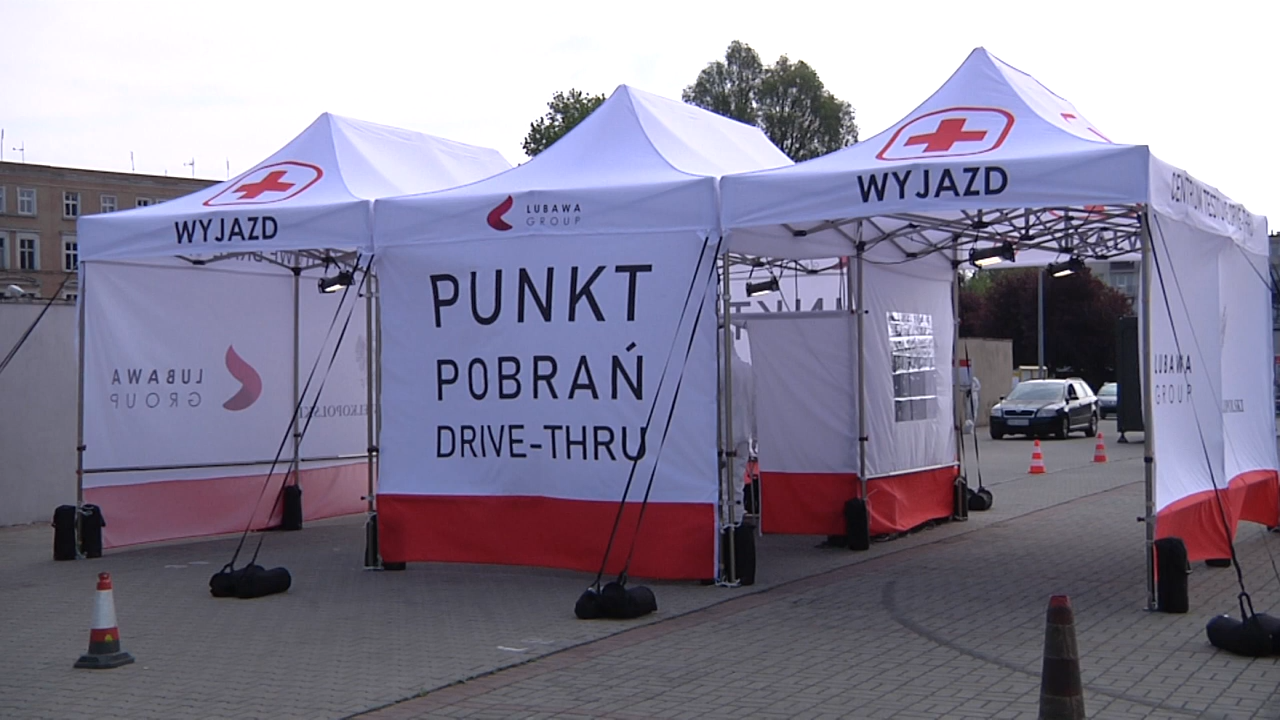 WYJAZD
LUBAWA
GROUP
PUNKT
POBRAŃ
DRIVE-THRU
WYJAZD
LUBAWA
GROUP
LUBAWA
GROUP